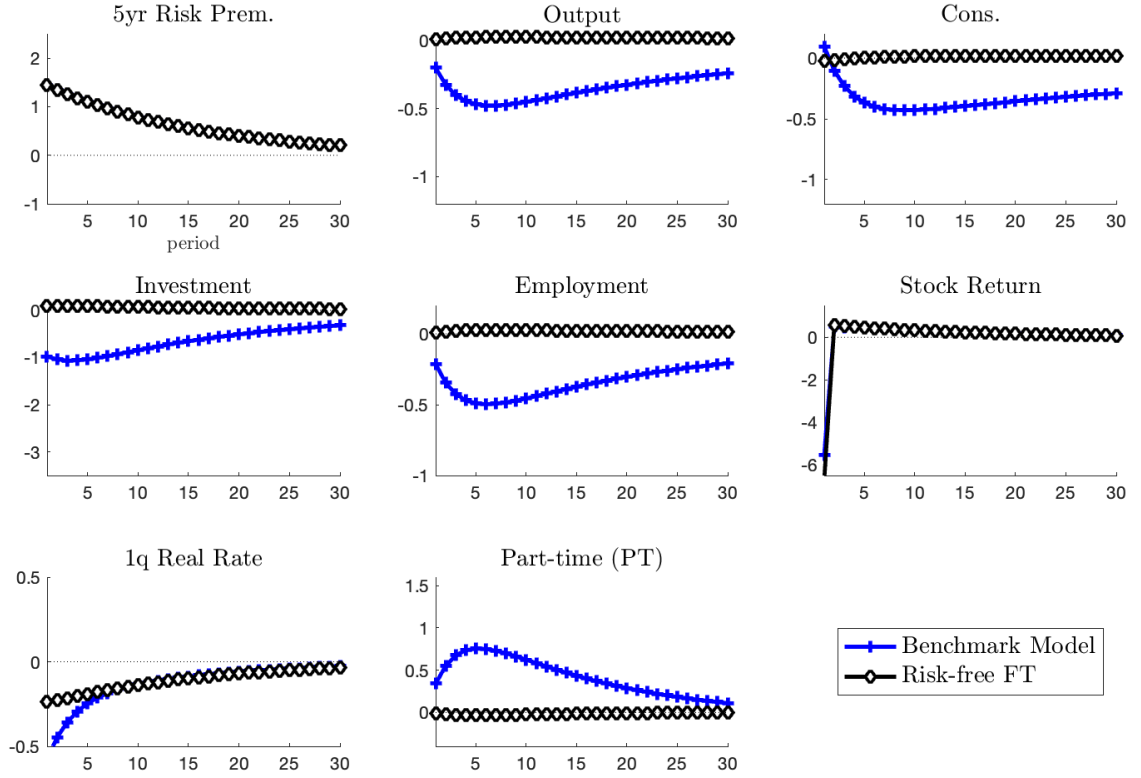 5yr Risk Prem.
2
1
0
-1
5 10 15 20 25 30
period
Output
0
-0.5
-1
5 10 15 20 25 30
Cons.
0
-0.5
-1
5 10 15 20 25 30
Investment
0
-1
-2
-3
5 10 15 20 25 30
Employment
0
-0.5
-1
5 10 15 20 25 30
Stock Return
0
-2
-4
-6
5 10 15 20 25 30
1q Real Rate
0.5
0
-0.5
5 10 15 20 25 30
Part-time (PT)
1.5
1
0.5
0
5 10 15 20 25 30
Benchmark Model
Risk-free FT